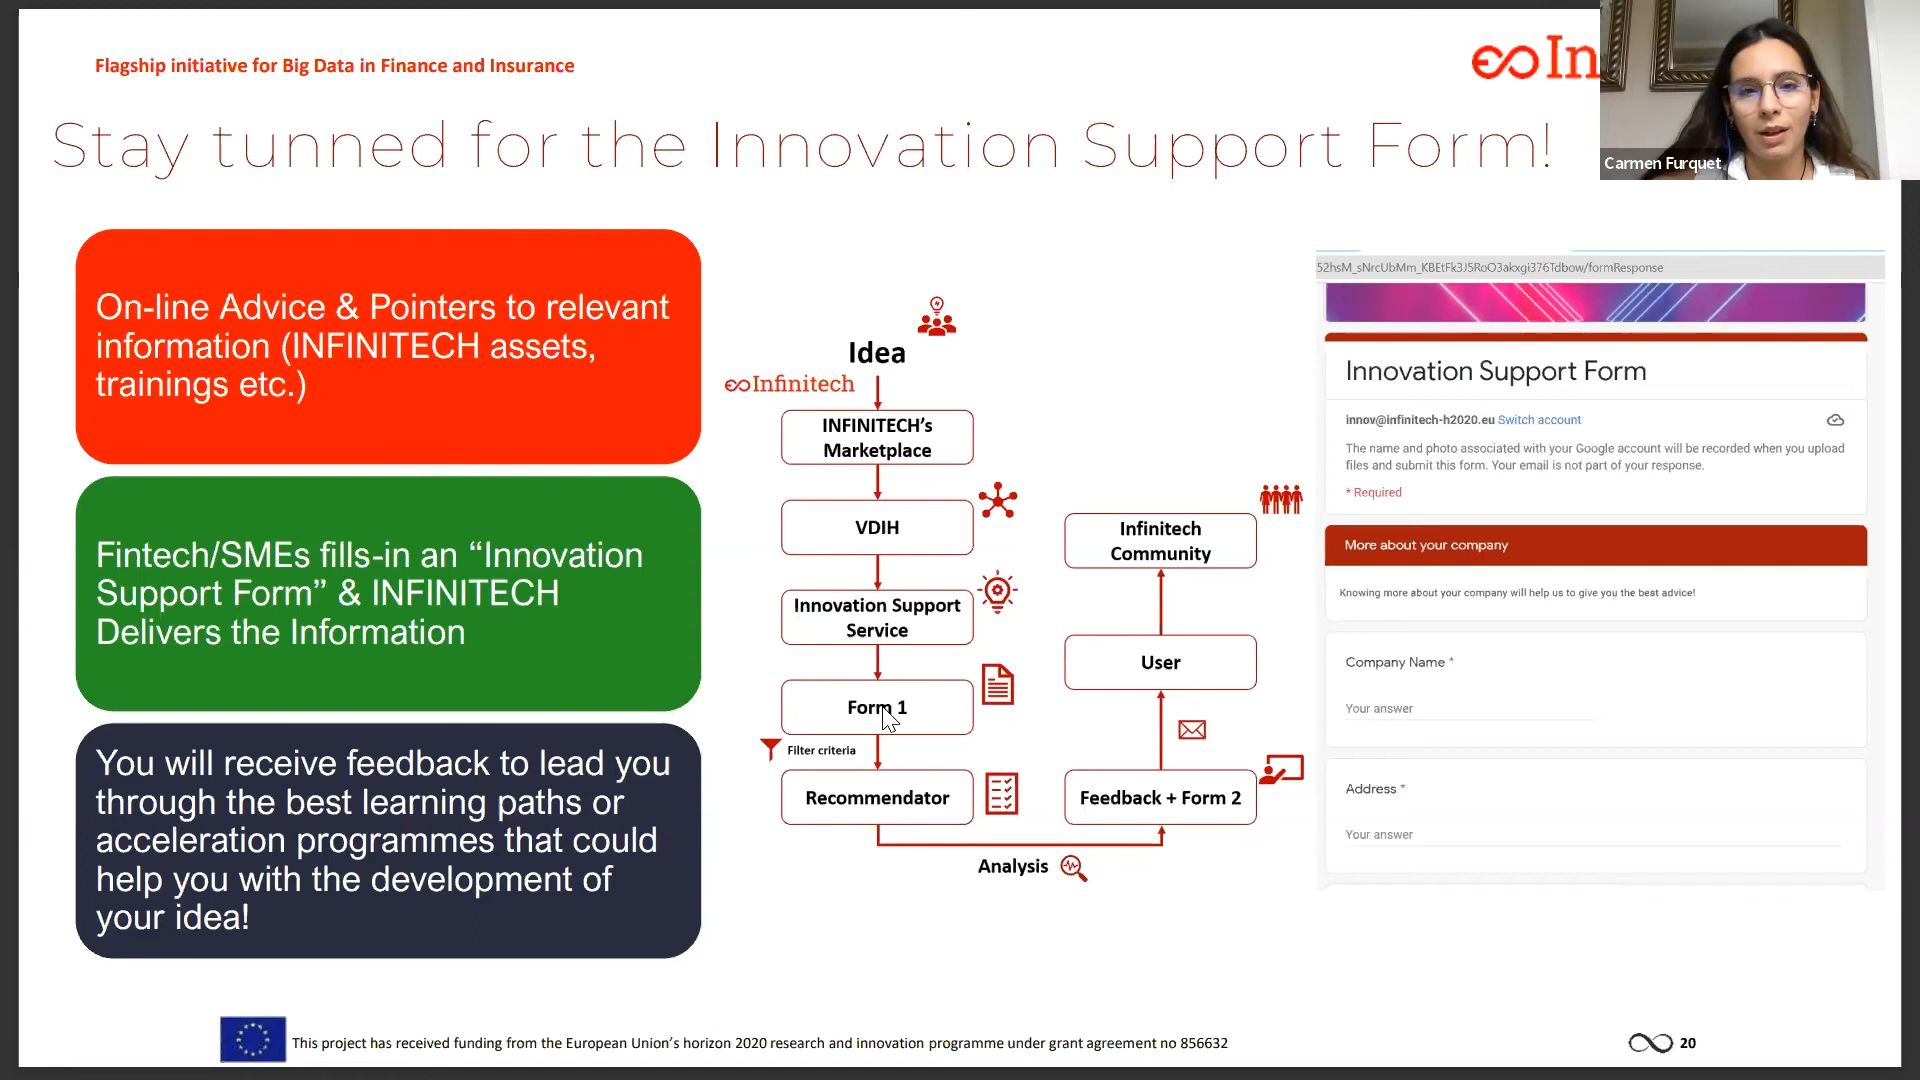 Flagship initiative for Big Data in Finance and Insurance
In
Stay tunned for the Innovation Support Form!
Carmen Furquet
On-line Advice & Pointers to relevant
information (INFINITECH assets,
trainings etc.)
Fintech/SMEs fills-in an “Innovation
Support Form” & INFINITECH
Delivers the Information
You will receive feedback to lead you
through the best learning paths or
acceleration programmes that could
help you with the development of
your idea!
Idea
Infinitech
INFINITECH’s
Marketplace
VDIH
Innovation Support
Service
Form 1
Filter criteria
Recommendator
Analysis
Feedback + Form 2
User
Infinitech
Community
52hsM_sNrcUbMm_KBEtFk3J5RoO3akxgi376Tdbow/formResponse
Innovation Support Form
innov@infinitech-h2020.eu Switch account
The name and photo associated with your Google account will be recorded when you upload
files and submit this form. Your email is not part of your response.
* Required
More about your company
Knowing more about your company will help us to give you the best advice!
Company Name *
Your answer
Address *
Your answer
This project has received funding from the European Union’s horizon 2020 research and innovation programme under grant agreement no 856632
20